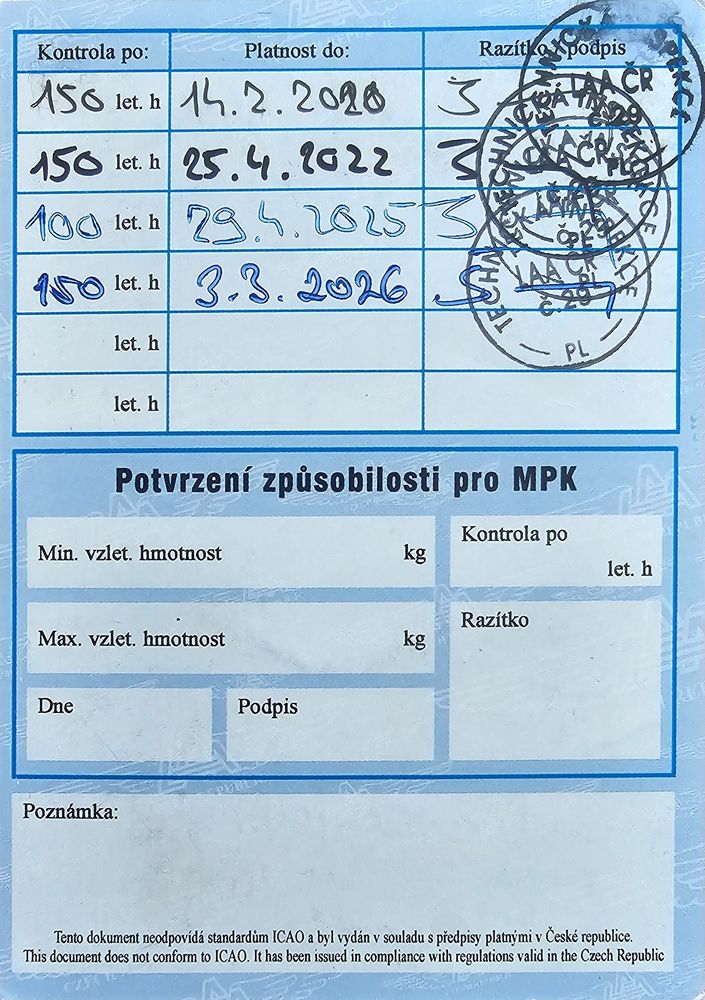 Kontrola po: Platnost do: Razítko podpis
150 let. h 14.2.2020
150 let. h 25.4.2022
100 let. h 29.4.2025
150 let. h 3.3.2026
let. h
let. h
TECHNICKÁ INSPEKCE
LAA ČR
č. 29
PL
Potvrzení způsobilosti pro MPK
Min. vzlet. hmotnost kg
Kontrola po
let. h
Max. vzlet. hmotnost kg
Razítko
Dne
Podpis
Poznámka:
Tento dokument neodpovídá standardům ICAO a byl vydán v souladu s předpisy platnými v České republice.
This document does not conform to ICAO. It has been issued in compliance with regulations valid in the Czech Republic